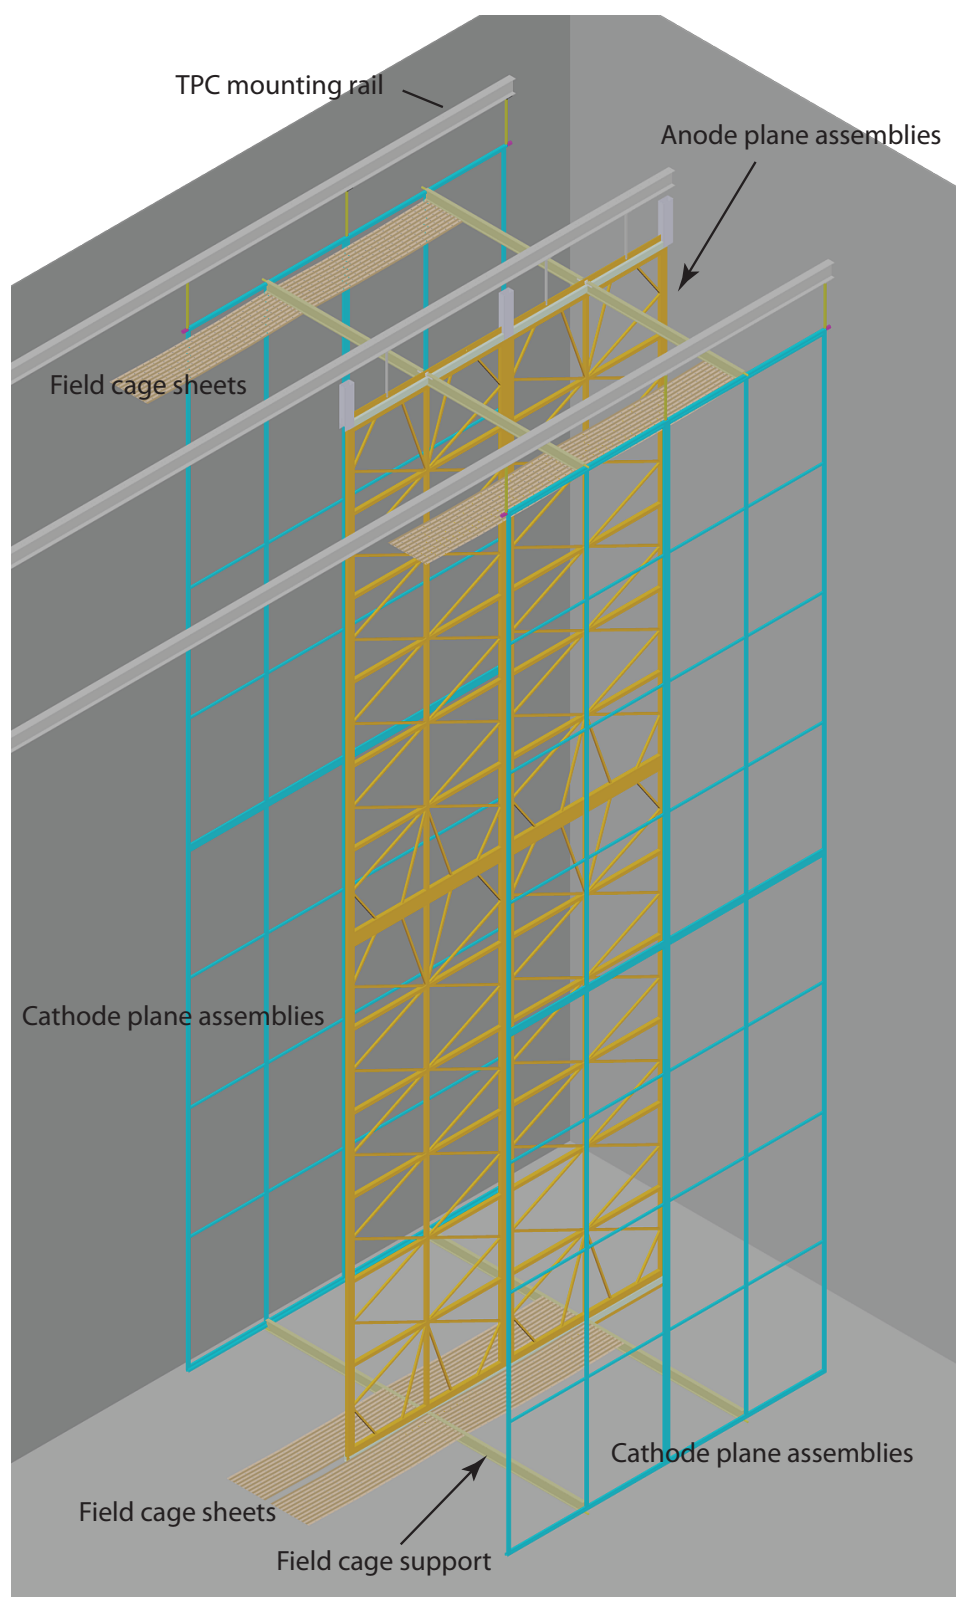 TPC mounting rail
Anode plane assemblies
Field cage sheets
Cathode plane assemblies
Cathode plane assemblies
Field cage sheets
Field cage support